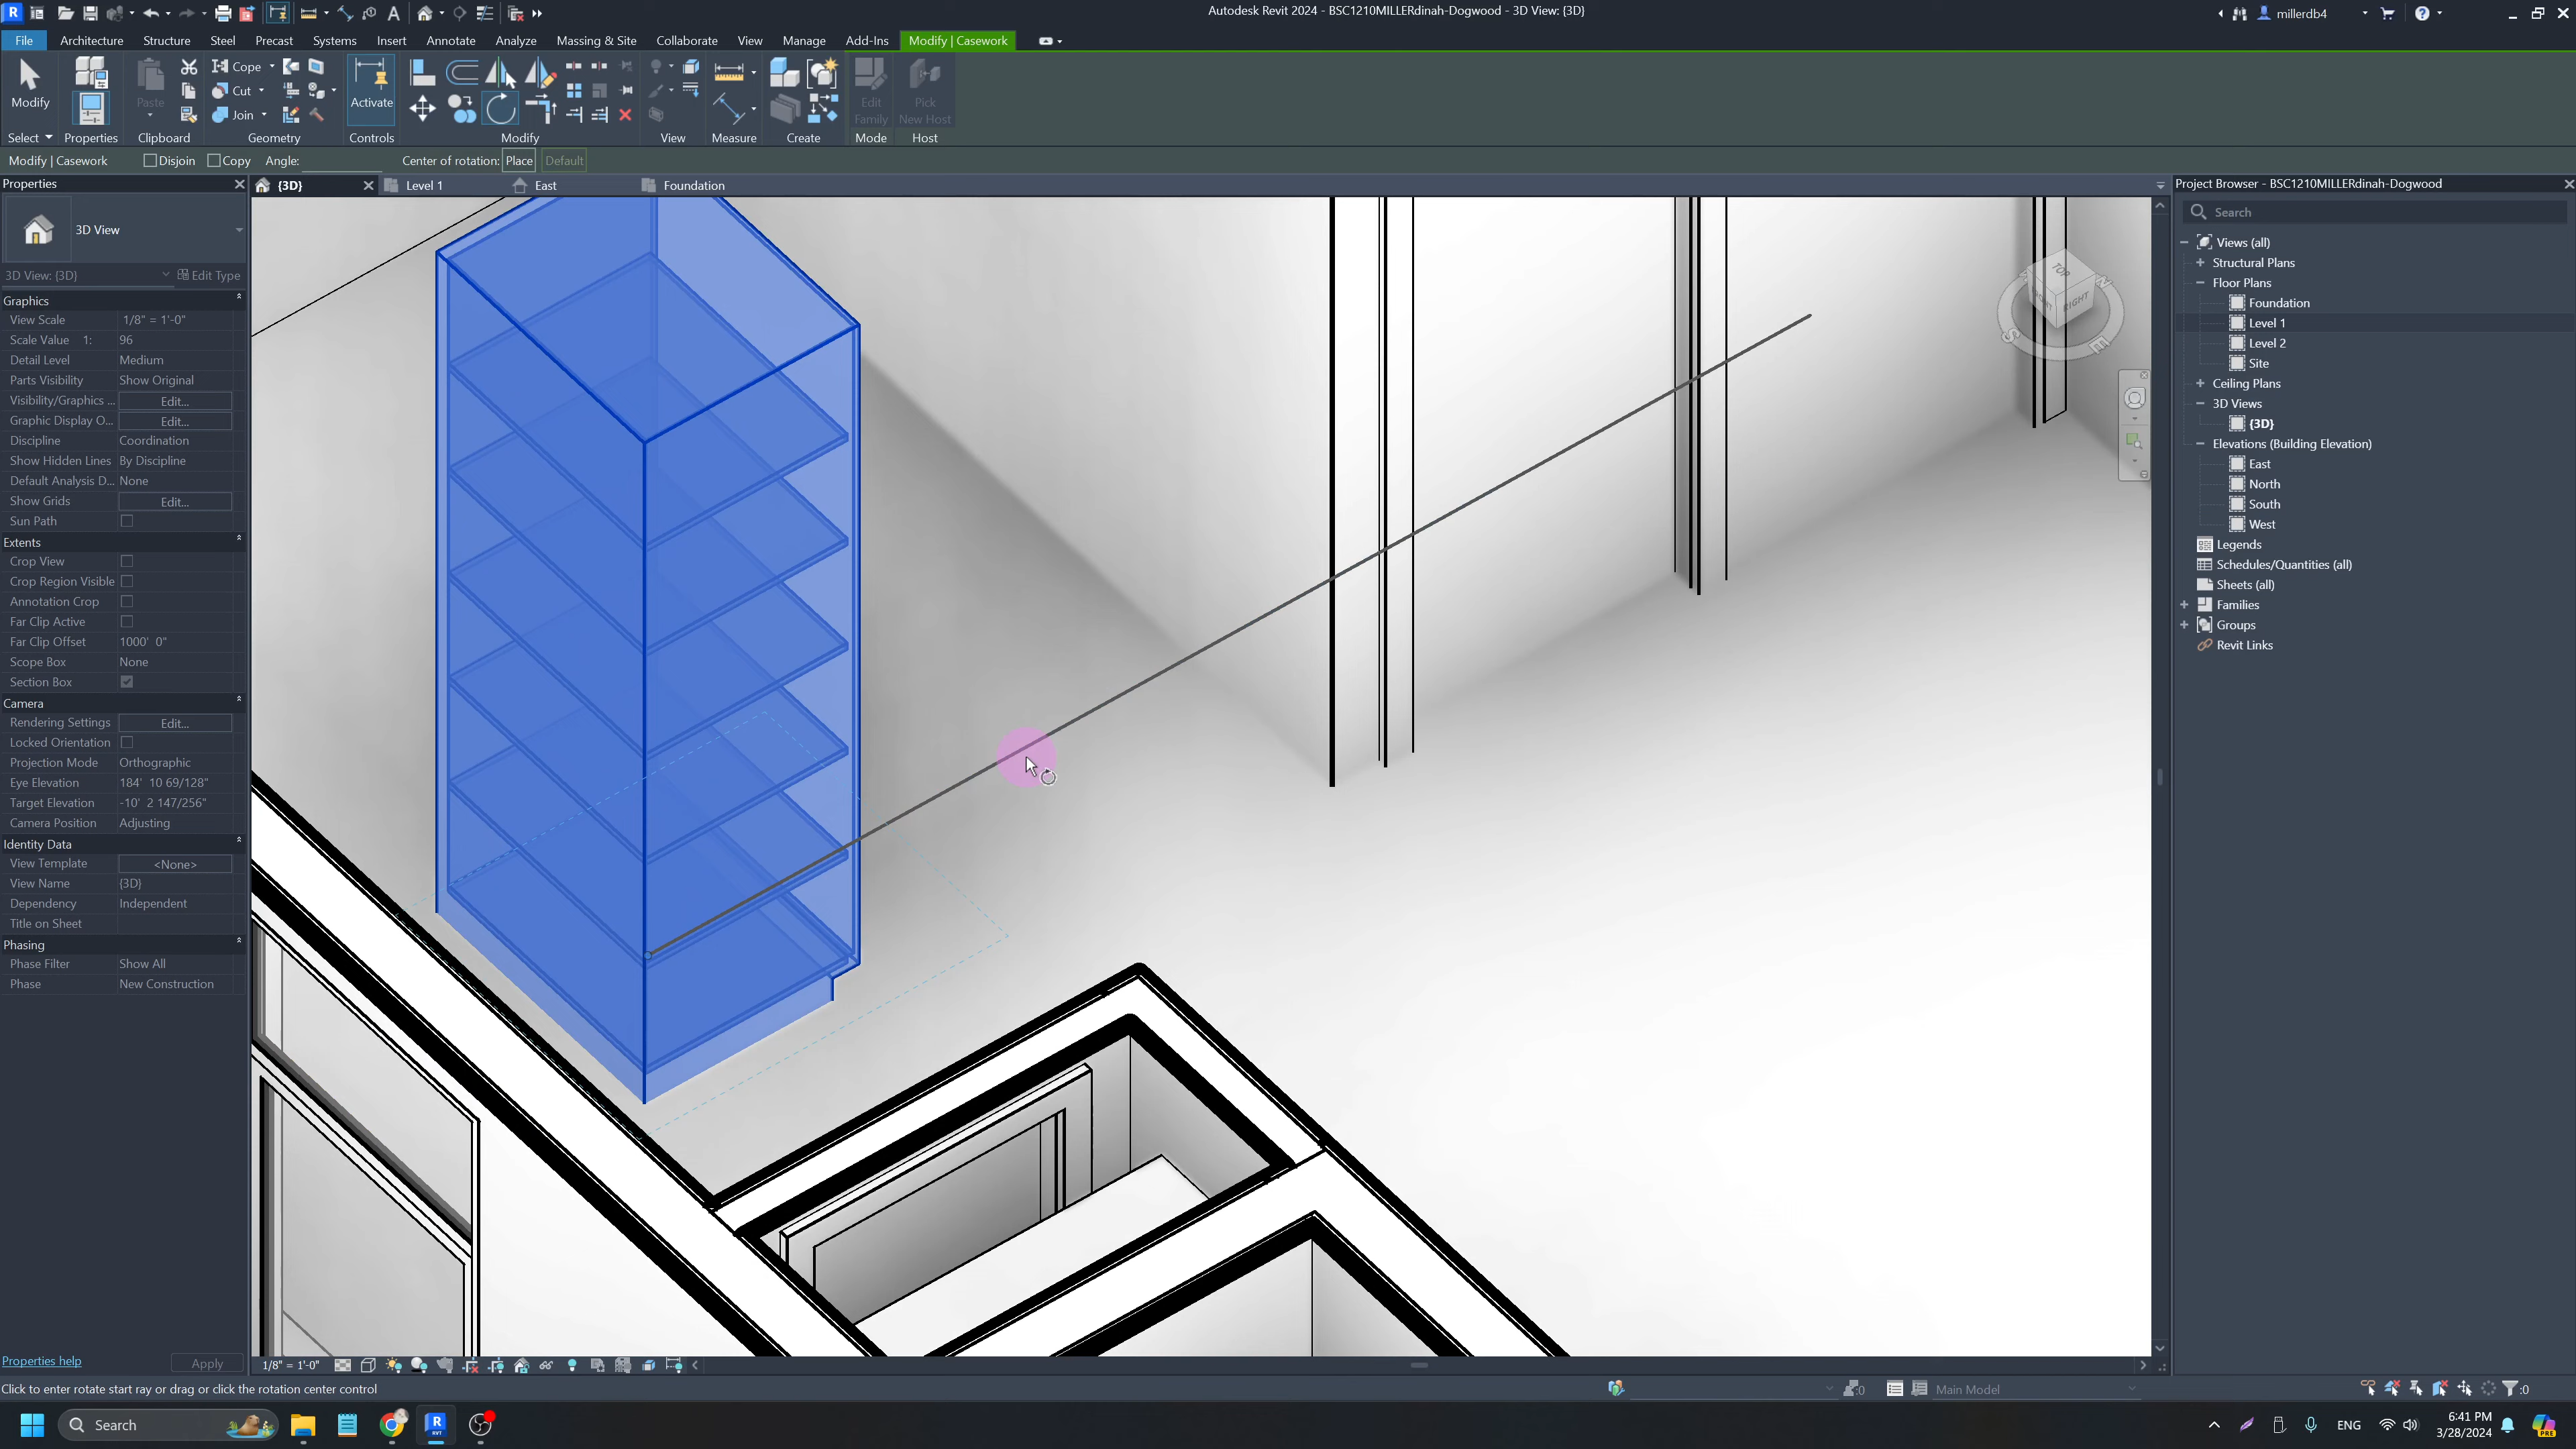 Autodesk Revit 2024 - BSC1210MILLERdinah-Dogwood - 3D View: {3D}
millerdb4
File
Architecture
Structure
Steel
Precast
Systems
Insert
Annotate
Analyze
Massing & Site
Collaborate
View
Manage
Add-Ins
Modify | Casework
Modify
Paste
Cope
Cut
Join
Activate
Edit
Family
Pick
New Host
Select
Properties
Clipboard
Geometry
Controls
Modify
View
Measure
Create
Mode
Host
Modify | Casework
Disjoin
Copy
Angle:
Center of rotation:
Place
Default
Properties
{3D}
Level 1
East
Foundation
3D View
3D View: {3D}
Edit Type
Graphics
View Scale 1/8" = 1'-0"
Scale Value 1: 96
Detail Level Medium
Parts Visibility Show Original
Visibility/Graphics ... Edit...
Graphic Display O... Edit...
Discipline Coordination
Show Hidden Lines By Discipline
Default Analysis D... None
Show Grids Edit...
Sun Path
Extents
Crop View
Crop Region Visible
Annotation Crop
Far Clip Active
Far Clip Offset 1000' 0"
Scope Box None
Section Box
Camera
Rendering Settings Edit...
Locked Orientation
Projection Mode Orthographic
Eye Elevation 184' 10 69/128"
Target Elevation -10' 2 147/256"
Camera Position Adjusting
Identity Data
View Template <None>
View Name {3D}
Dependency Independent
Title on Sheet
Phasing
Phase Filter Show All
Phase New Construction
Properties help
Apply
TOP
RIGHT
S
E
Project Browser - BSC1210MILLERdinah-Dogwood
Search
Views (all)
Structural Plans
Floor Plans
Foundation
Level 1
Level 2
Site
Ceiling Plans
3D Views
{3D}
Elevations (Building Elevation)
East
North
South
West
Legends
Schedules/Quantities (all)
Sheets (all)
Families
Groups
Revit Links
1/8" = 1'-0"
Click to enter rotate start ray or drag or click the rotation center control
:0
Main Model
:0
Search
ENG
6:41 PM
3/28/2024